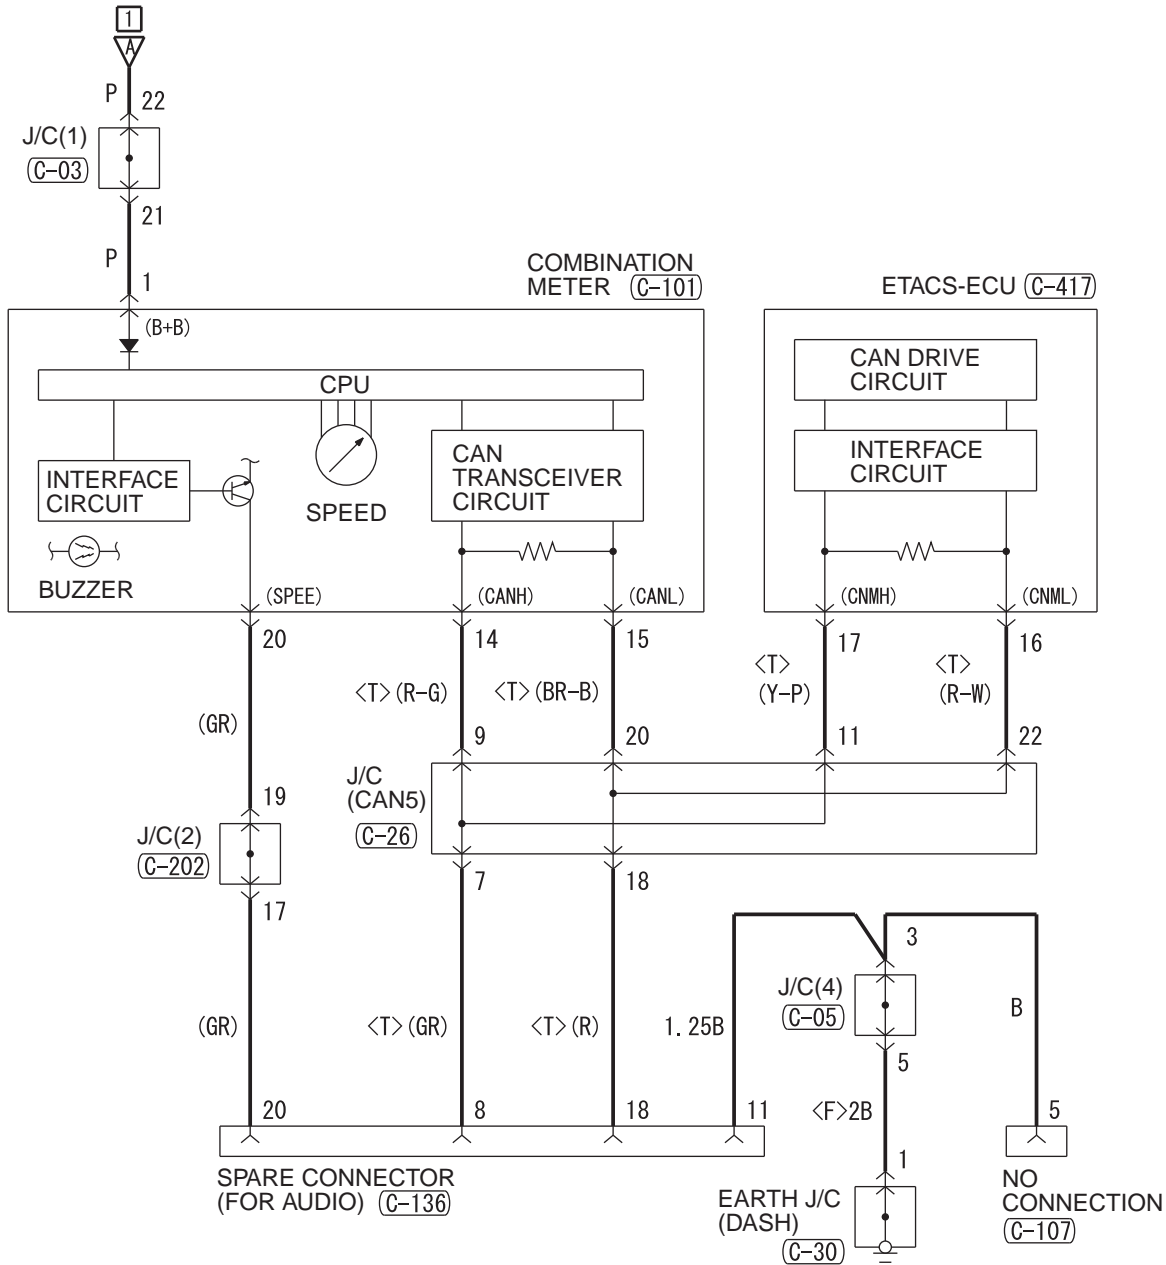 1
A
P
22
J/C(1)
C-03
21
P
1
COMBINATION
METER C-101
ETACS-ECU C-417
(B+B)
CPU
CAN DRIVE
CIRCUIT
INTERFACE
CIRCUIT
SPEED
CAN
TRANSCEIVER
CIRCUIT
INTERFACE
CIRCUIT
BUZZER
(SPEE)
(CANH)
(CANL)
(CNMH)
(CNML)
20
14
15
17
16
(GR)
<T>(R-G)
<T>(BR-B)
<T>
(Y-P)
<T>
(R-W)
19
9
20
11
22
J/C
(CAN5)
C-26
J/C(2)
C-202
17
7
18
3
J/C(4)
C-05
(GR)
<T>(GR)
<T>(R)
1.25B
B
5
<F>2B
20
8
18
11
5
1
SPARE CONNECTOR
(FOR AUDIO) C-136
EARTH J/C
(DASH)
C-30
NO
CONNECTION
C-107